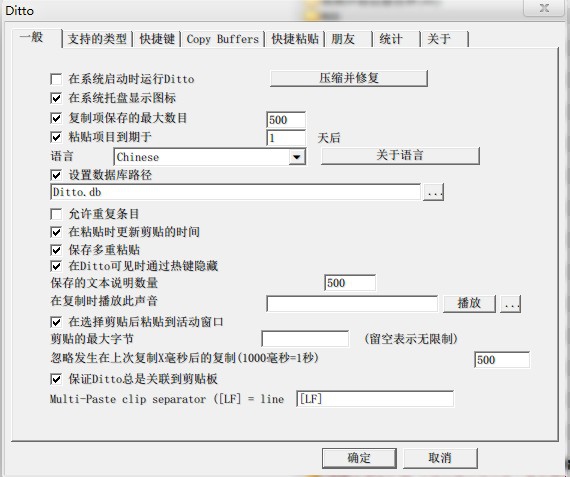 Ditto
一般 支持的类型 快捷键 Copy Buffers 快捷粘贴 朋友 统计 关于
在系统启动时运行Ditto 压缩并修复
在系统托盘显示图标
复制项保存的最大数目 500
粘贴项目到期于 1 天后
语言 Chinese 关于语言
设置数据库路径
Ditto.db ...
允许重复条目
在粘贴时更新剪贴的时间
保存多重粘贴
在Ditto可见时通过热键隐藏
保存的文本说明数量 500
在复制时播放此声音 播放 ...
在选择剪贴后粘贴到活动窗口
剪贴的最大字节 (留空表示无限制)
忽略发生在上次复制X毫秒后的复制(1000毫秒=1秒) 500
保证Ditto总是关联到剪贴板
Multi-Paste clip separator ([LF] = line [LF]
确定 取消